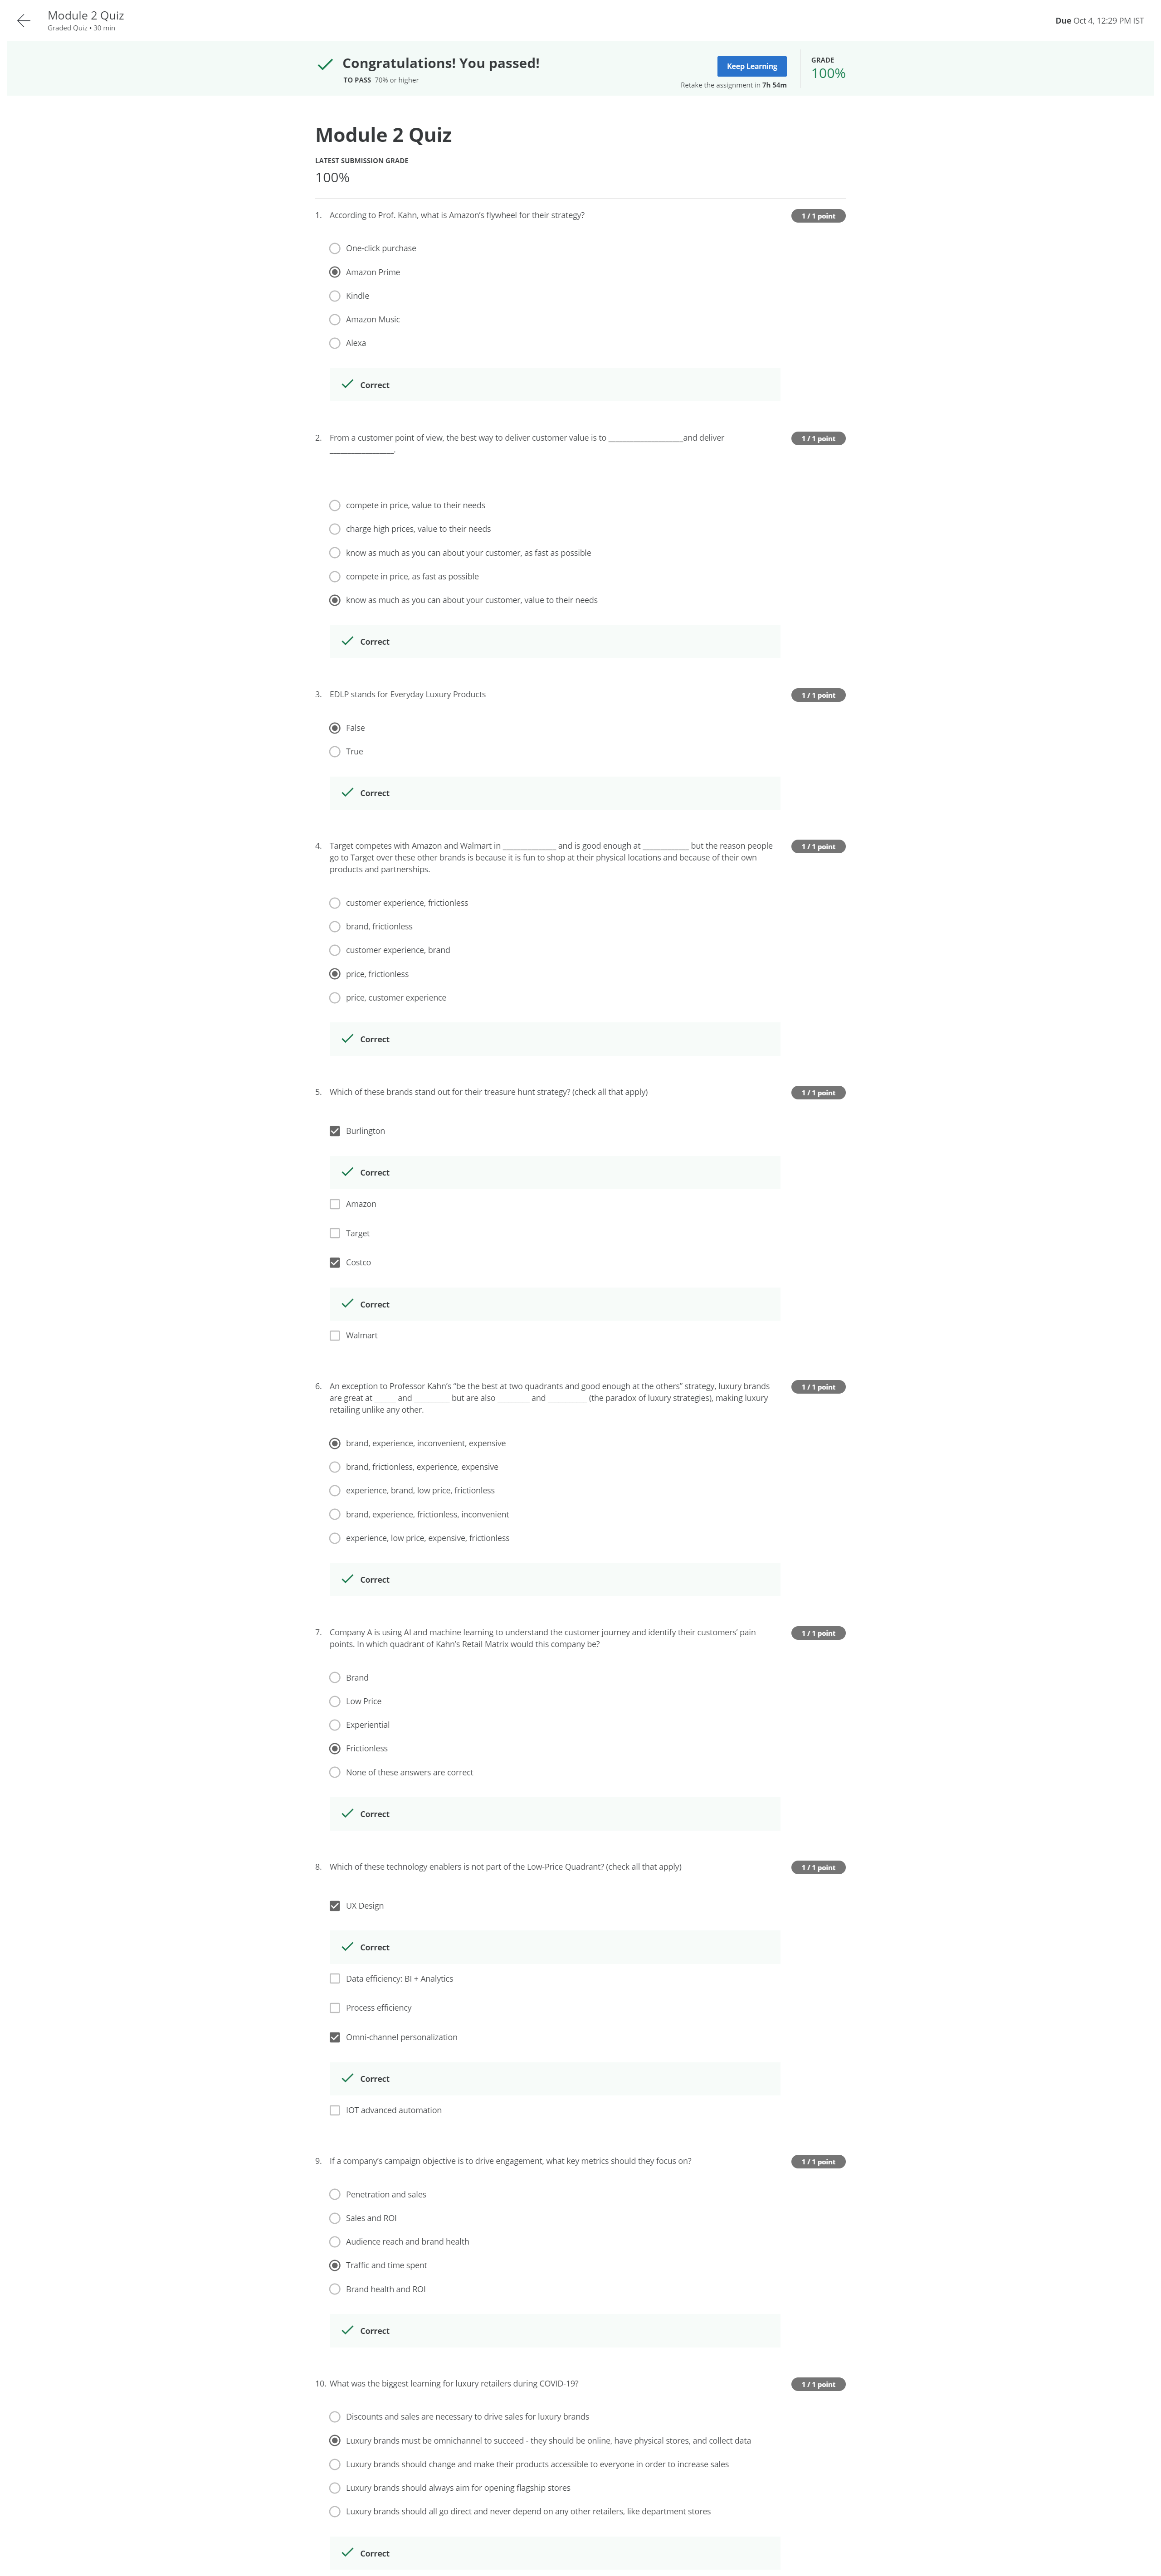 Module 2 Quiz
Graded Quiz • 30 min
Due Oct 4, 12:29 PM IST
Congratulations! You passed!
TO PASS 70% or higher
Keep Learning
Retake the assignment in 7h 54m
GRADE
100%
Module 2 Quiz
LATEST SUBMISSION GRADE
100%
1. According to Prof. Kahn, what is Amazon's flywheel for their strategy?
1 / 1 point
One-click purchase
Amazon Prime
Kindle
Amazon Music
Alexa
Correct
2. From a customer point of view, the best way to deliver customer value is to _____________________and deliver
__________________.
1 / 1 point
compete in price, value to their needs
charge high prices, value to their needs
know as much as you can about your customer, as fast as possible
compete in price, as fast as possible
know as much as you can about your customer, value to their needs
Correct
3. EDLP stands for Everyday Luxury Products
1 / 1 point
False
True
Correct
4. Target competes with Amazon and Walmart in _______________ and is good enough at _____________ but the reason people
go to Target over these other brands is because it is fun to shop at their physical locations and because of their own
products and partnerships.
1 / 1 point
customer experience, frictionless
brand, frictionless
customer experience, brand
price, frictionless
price, customer experience
Correct
5. Which of these brands stand out for their treasure hunt strategy? (check all that apply)
1 / 1 point
Burlington
Correct
Amazon
Target
Costco
Correct
Walmart
6. An exception to Professor Kahn's "be the best at two quadrants and good enough at the others" strategy, luxury brands
are great at ______ and __________ but are also _________ and ___________ (the paradox of luxury strategies), making luxury
retailing unlike any other.
1 / 1 point
brand, experience, inconvenient, expensive
brand, frictionless, experience, expensive
experience, brand, low price, frictionless
brand, experience, frictionless, inconvenient
experience, low price, expensive, frictionless
Correct
7. Company A is using AI and machine learning to understand the customer journey and identify their customers' pain
points. In which quadrant of Kahn's Retail Matrix would this company be?
1 / 1 point
Brand
Low Price
Experiential
Frictionless
None of these answers are correct
Correct
8. Which of these technology enablers is not part of the Low-Price Quadrant? (check all that apply)
1 / 1 point
UX Design
Correct
Data efficiency: BI + Analytics
Process efficiency
Omni-channel personalization
Correct
IOT advanced automation
9. If a company's campaign objective is to drive engagement, what key metrics should they focus on?
1 / 1 point
Penetration and sales
Sales and ROI
Audience reach and brand health
Traffic and time spent
Brand health and ROI
Correct
10. What was the biggest learning for luxury retailers during COVID-19?
1 / 1 point
Discounts and sales are necessary to drive sales for luxury brands
Luxury brands must be omnichannel to succeed - they should be online, have physical stores, and collect data
Luxury brands should change and make their products accessible to everyone in order to increase sales
Luxury brands should always aim for opening flagship stores
Luxury brands should all go direct and never depend on any other retailers, like department stores
Correct